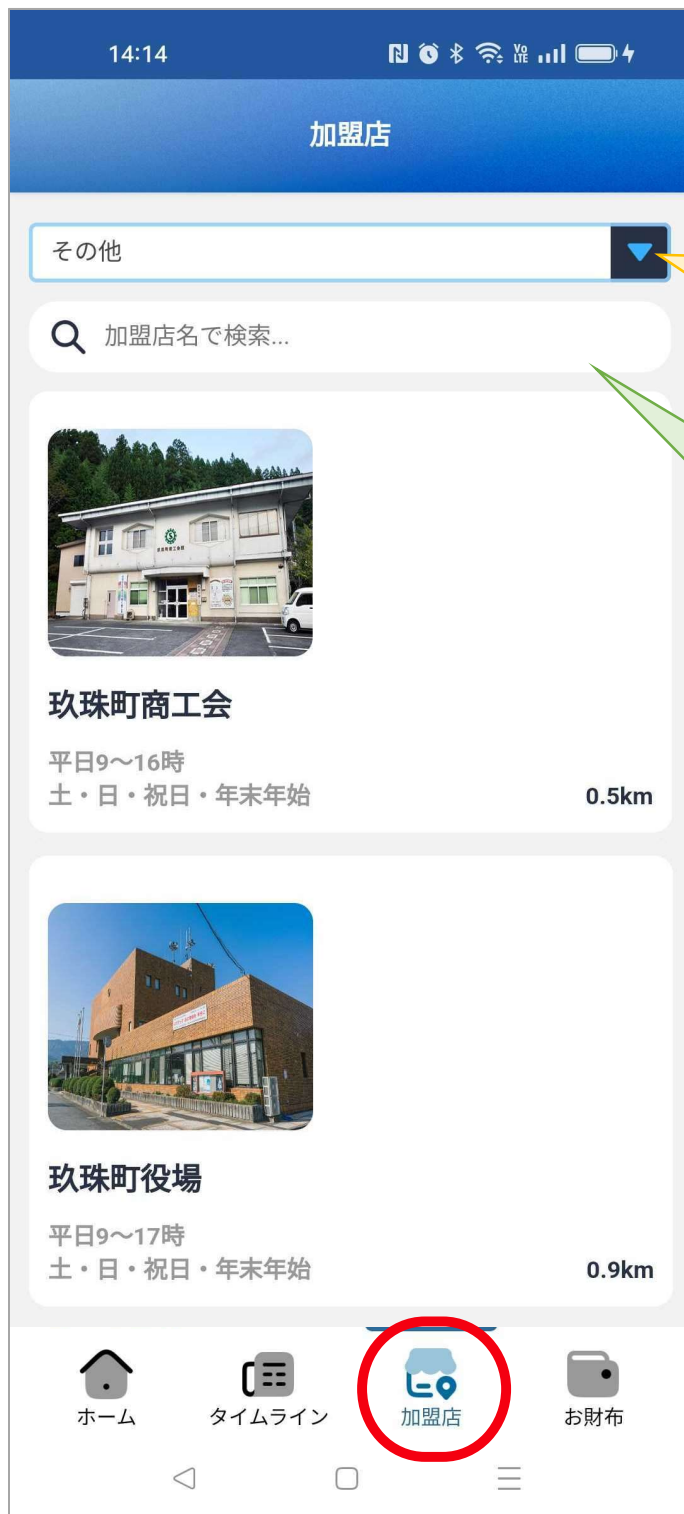 14:14
Vo
LTE
加盟店
その他
加盟店名で検索...
玖珠町商工会
平日9〜16時
土・日・祝日・年末年始
0.5km
玖珠町役場
平日9〜17時
土・日・祝日・年末年始
0.9km
ホーム
タイムライン
加盟店
お財布